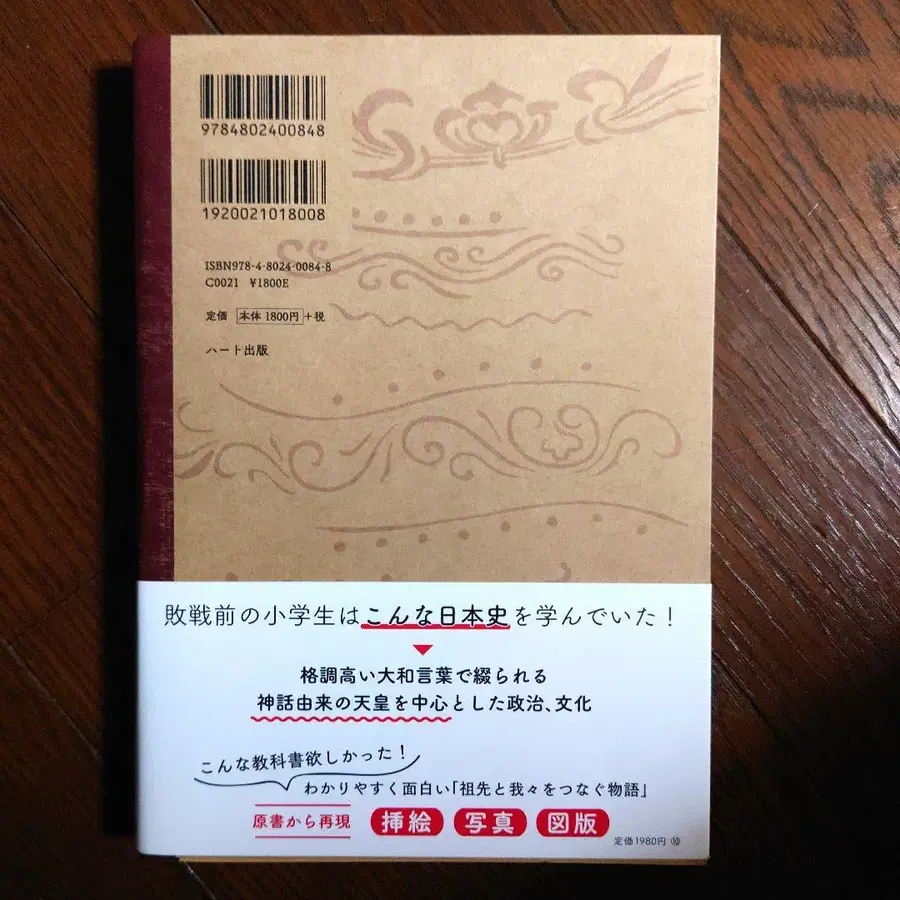 9784802400848
1920021018008
ISBN978-4-8024-0084-8
C0021 ¥1800E
定価 本体 1800円+税
ハート出版
敗戦前の小学生はこんな日本史を学んでいた!
格調高い大和言葉で綴られる
神話由来の天皇を中心とした政治、文化
こんな教科書欲しかった!
わかりやすく面白い「祖先と我々をつなぐ物語」
原書から再現 挿絵 写真 図版
定価1980円 ⑩